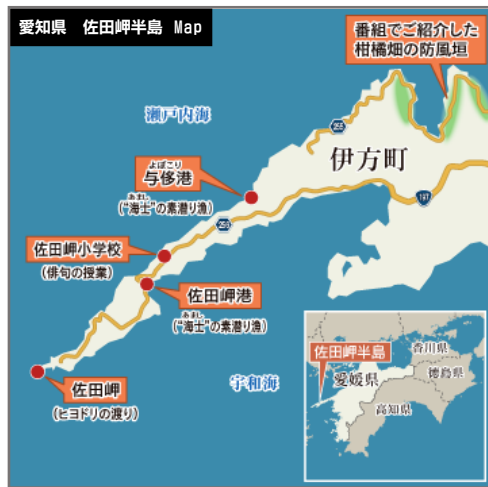 愛知県 佐田岬半島 Map
番組でご紹介した
柑橘畑の防風垣
瀬戸内海
256
伊方町
よぼこり
与侈港
あまし
(“海士”の素潜り漁)
197
256
佐田岬小学校
(俳句の授業)
佐田岬港
あまし
(“海士”の素潜り漁)
佐田岬
(ヒヨドリの渡り)
宇和海
佐田岬半島
香川県
愛媛県
徳島県
高知県